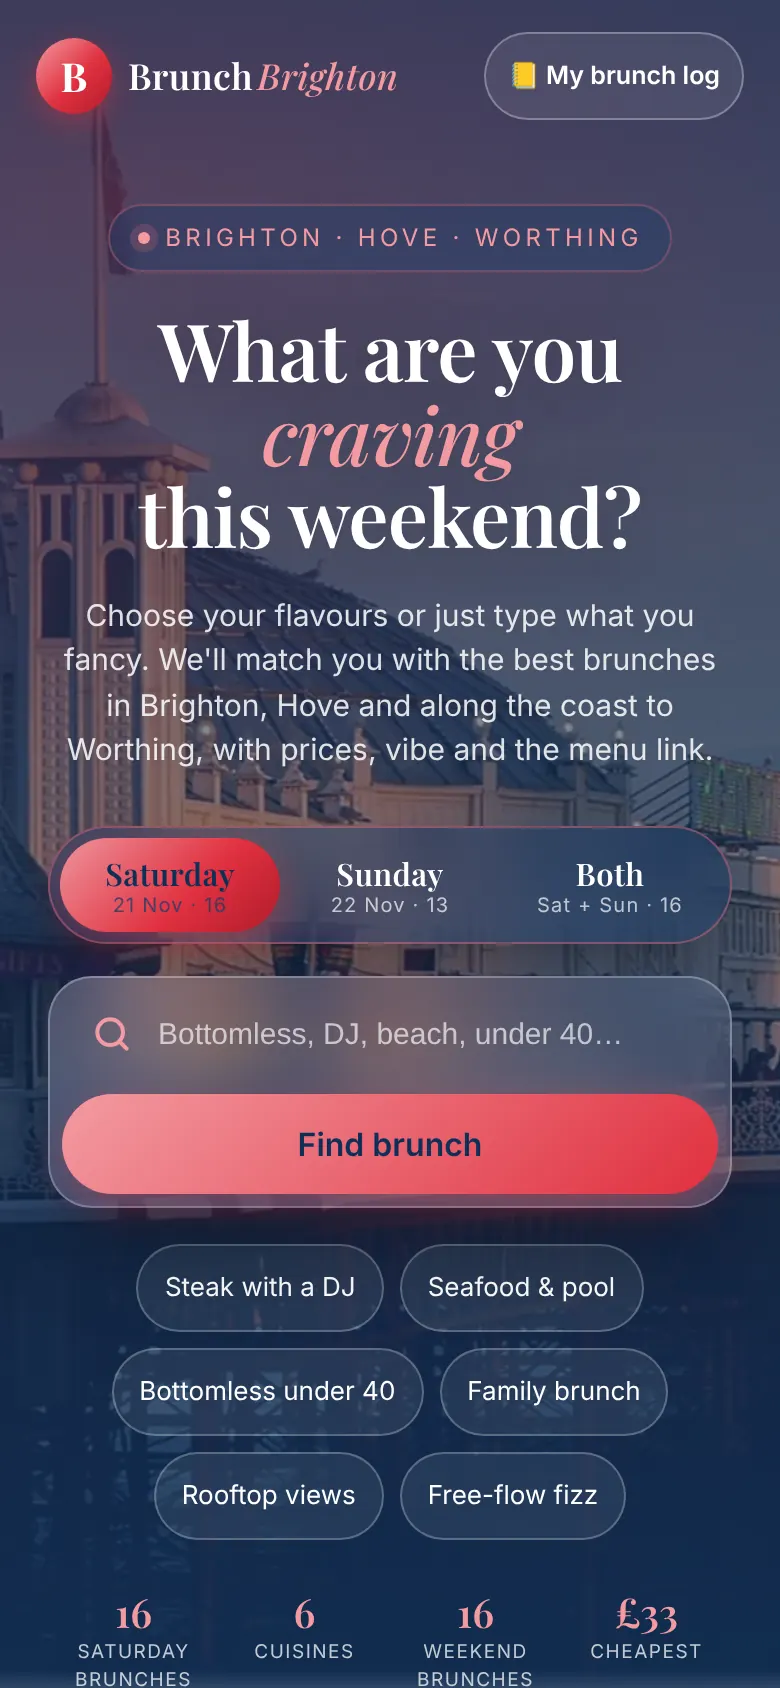 B Brunch Brighton
📒 My brunch log
BRIGHTON · HOVE · WORTHING
What are you
craving
this weekend?
Choose your flavours or just type what you
fancy. We'll match you with the best brunches
in Brighton, Hove and along the coast to
Worthing, with prices, vibe and the menu link.
Saturday Sunday Both
21 Nov · 16 22 Nov · 13 Sat + Sun · 16
Bottomless, DJ, beach, under 40...
Find brunch
Steak with a DJ Seafood & pool
Bottomless under 40 Family brunch
Rooftop views Free-flow fizz
16 6 16 £33
SATURDAY CUISINES WEEKEND CHEAPEST
BRUNCHES BRUNCHES